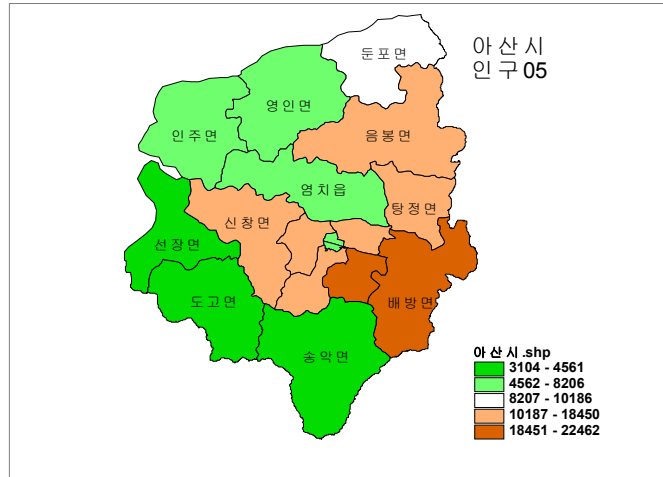 아산시
인구05
둔포면
영인면
인주면
음봉면
염치읍
탕정면
신창면
선장면
도고면
배방면
송악면
아산시.shp
3104 - 4561
4562 - 8206
8207 - 10186
10187 - 18450
18451 - 22462